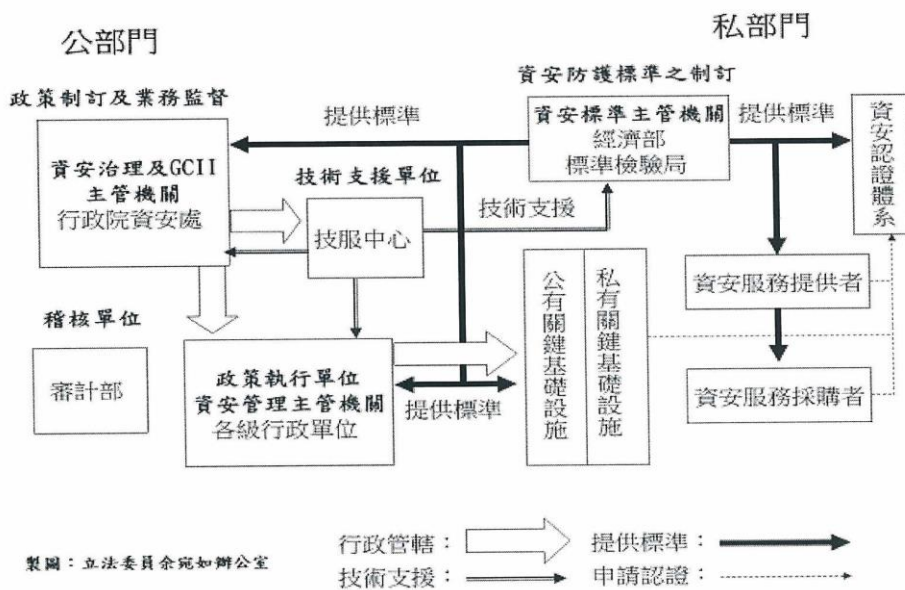 公部門
私部門
政策制訂及業務監督
資安治理及GCII
主管機關
行政院資安處
提供標準
資安防護標準之制訂
資安標準主管機關
經濟部
標準檢驗局
提供標準
資安認證體系
技術支援單位
技服中心
技術支援
稽核單位
審計部
政策執行單位
資安管理主管機關
各級行政單位
提供標準
公有關鍵基礎設施
私有關鍵基礎設施
資安服務提供者
資安服務採購者
行政管轄：
提供標準：
技術支援：
申請認證：
製圖：立法委員余宛如辦公室